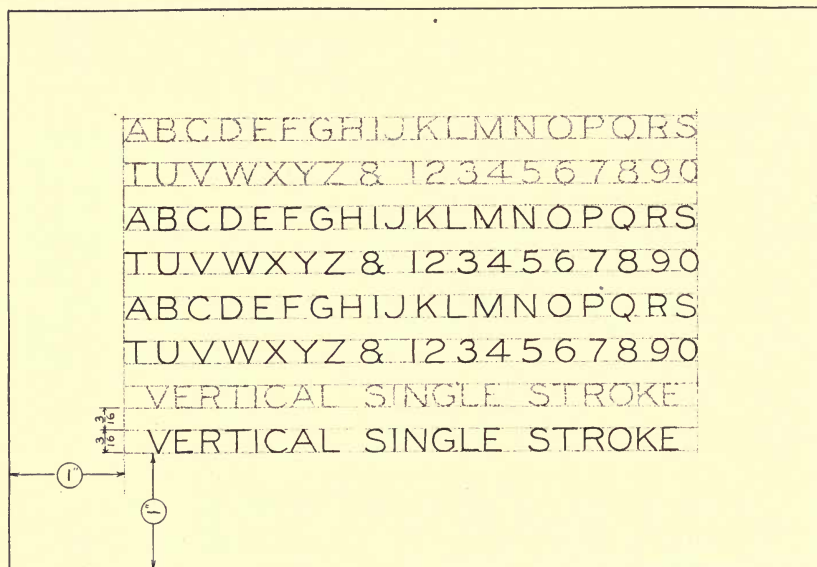 ABCDEFGHIJKLMNOPQRS
TUVWXYZ & 1234567890
ABCDEFGHIJKLMNOPQRS
TUVWXYZ & 1234567890
ABCDEFGHIJKLMNOPQRS
TUVWXYZ & 1234567890
VERTICAL SINGLE STROKE
3/16 3/16
VERTICAL SINGLE STROKE
1"
1"